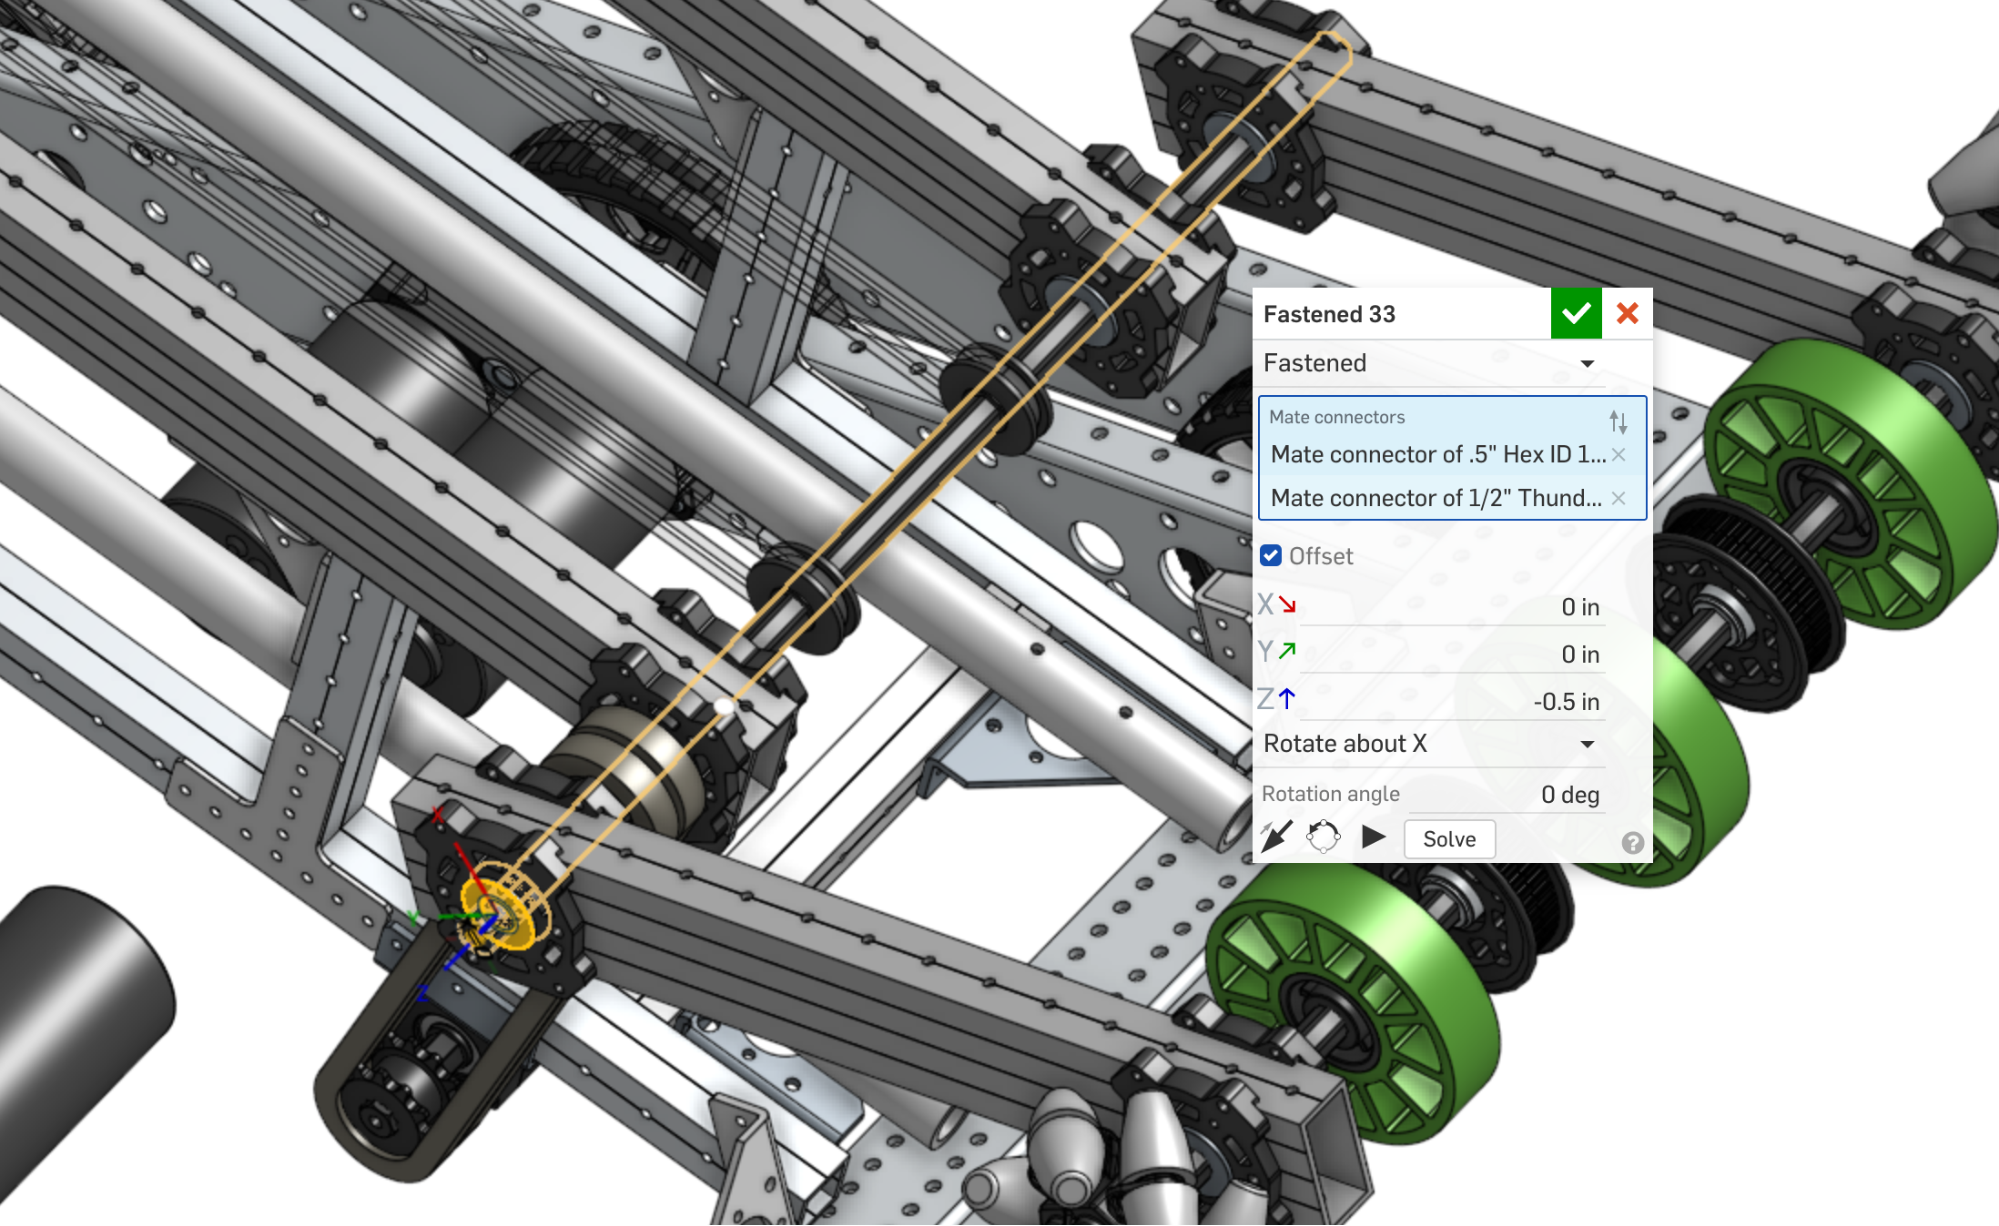 Fastened 33
Fastened
Mate connectors
Mate connector of .5" Hex ID 1...
Mate connector of 1/2" Thund...
Offset
X 0 in
Y 0 in
Z -0.5 in
Rotate about X
Rotation angle 0 deg
Solve
?
X
Y
Z